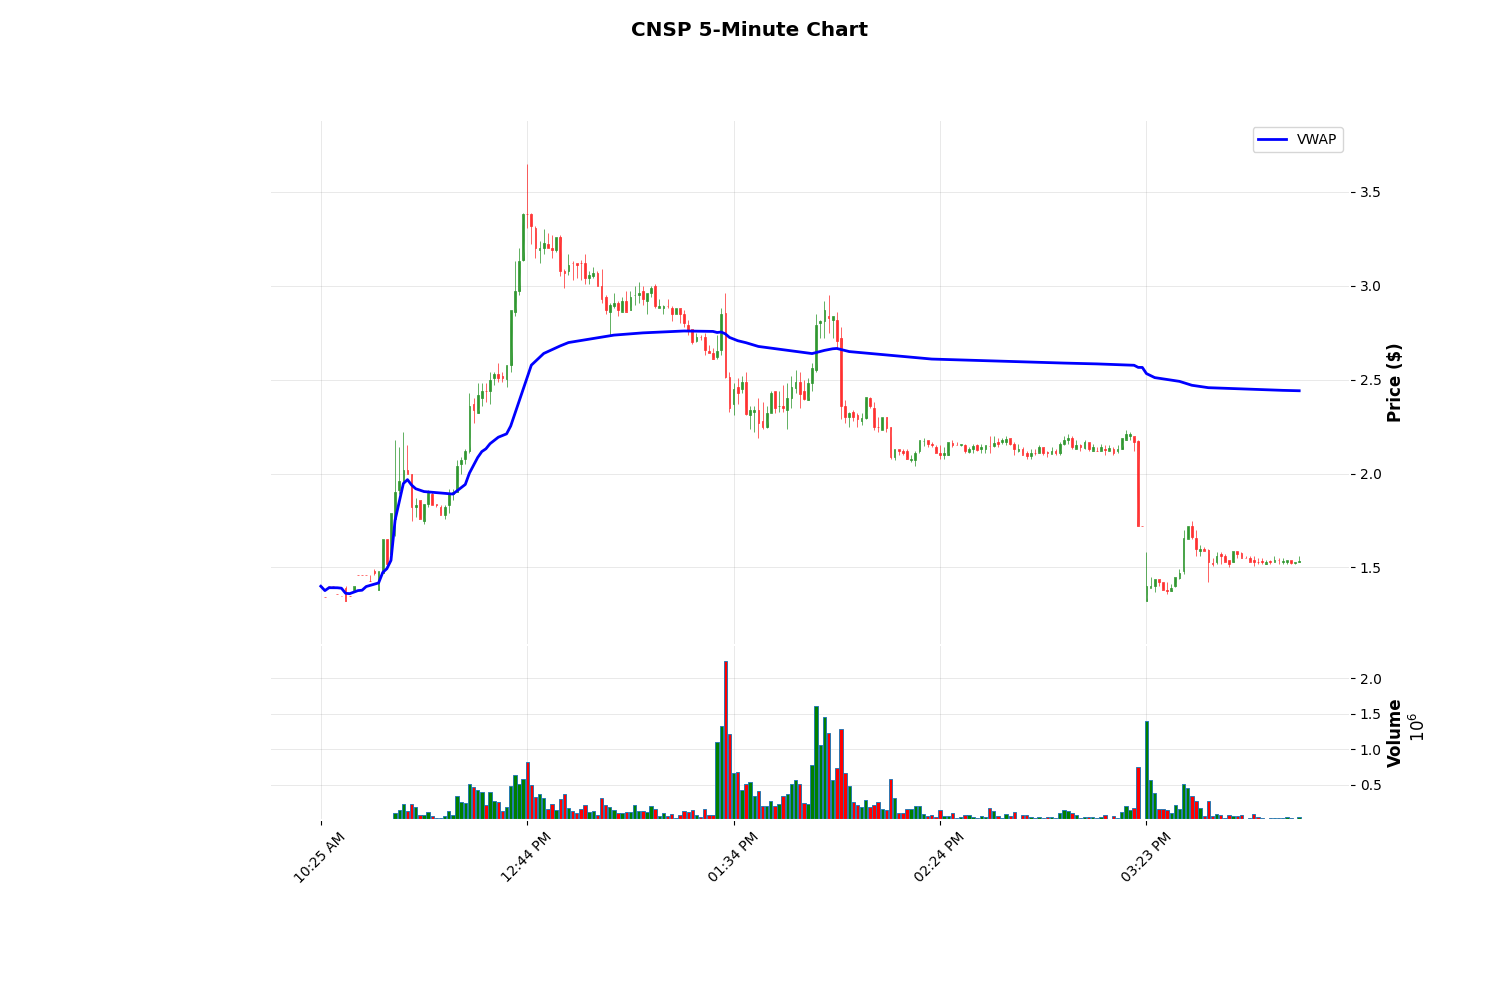 CNSP 5-Minute Chart
VWAP
3.5
3.0
2.5
2.0
1.5
Price ($)
2.0
1.5
1.0
0.5
Volume
10^6
10:25 AM
12:44 PM
01:34 PM
02:24 PM
03:23 PM